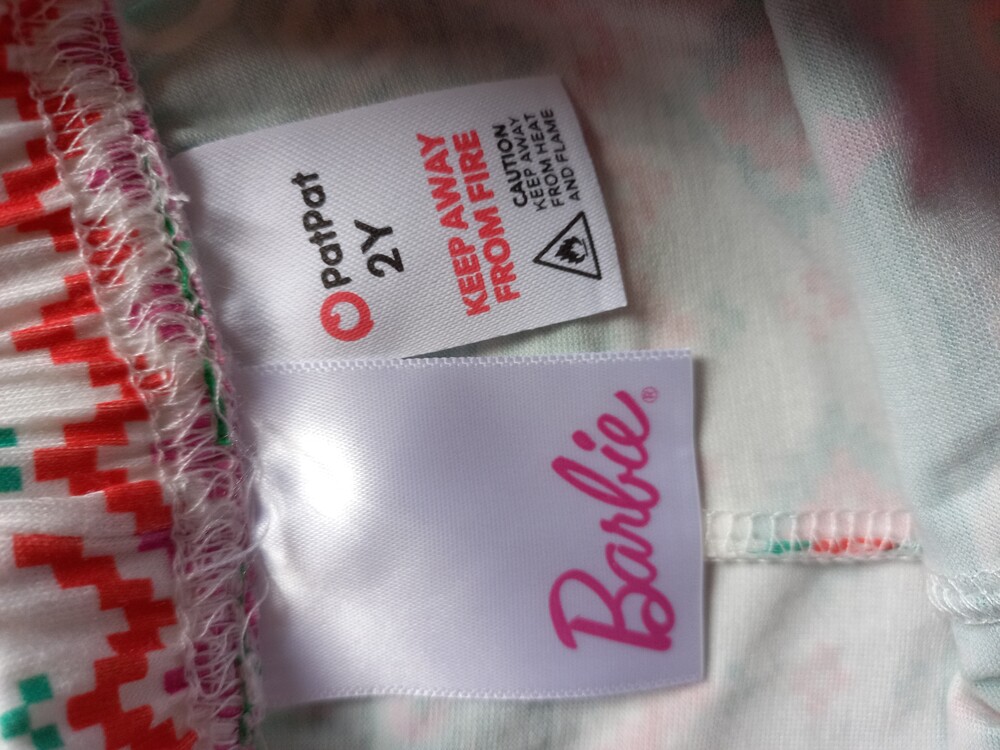 patPat
2Y
KEEP AWAY
FROM FIRE
CAUTION
KEEP AWAY
FROM HEAT
AND FLAME
Barbie®